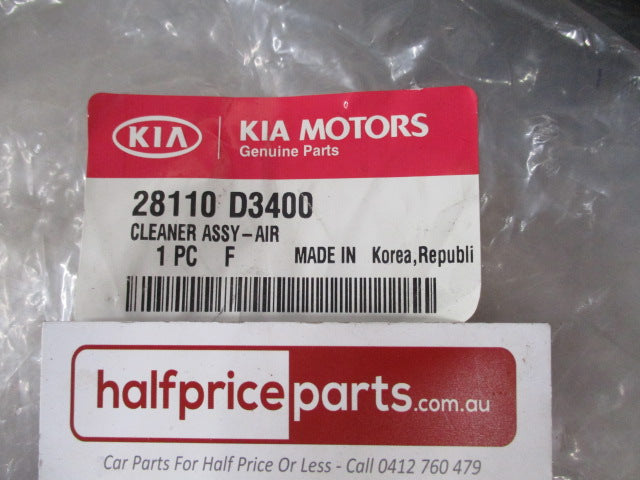 KIA KIA MOTORS
Genuine Parts
28110 D3400
CLEANER ASSY-AIR
1 PC F MADE IN Korea,Republi
halfpriceparts.com.au
Car Parts For Half Price Or Less - Call 0412 760 479